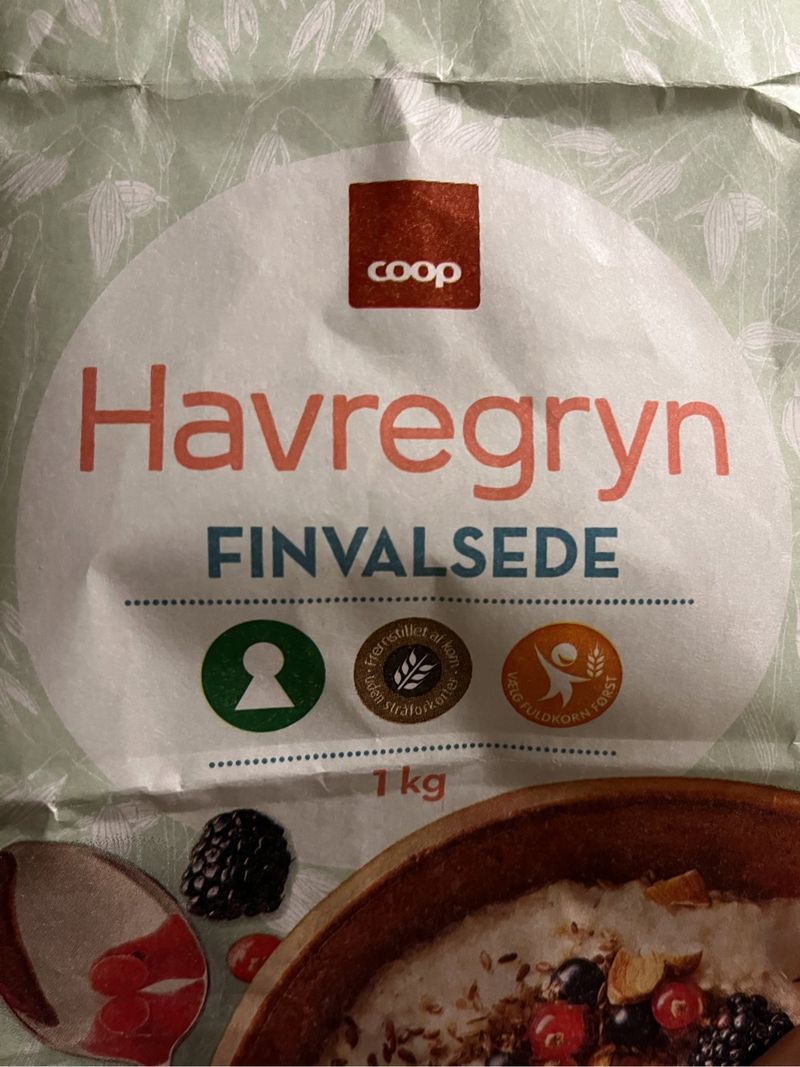 coop
Havregryn
FINVALSEDE
Fremstillet af korn
uden stråforkorter
VÆLG FULDKORN FØRST
1 kg